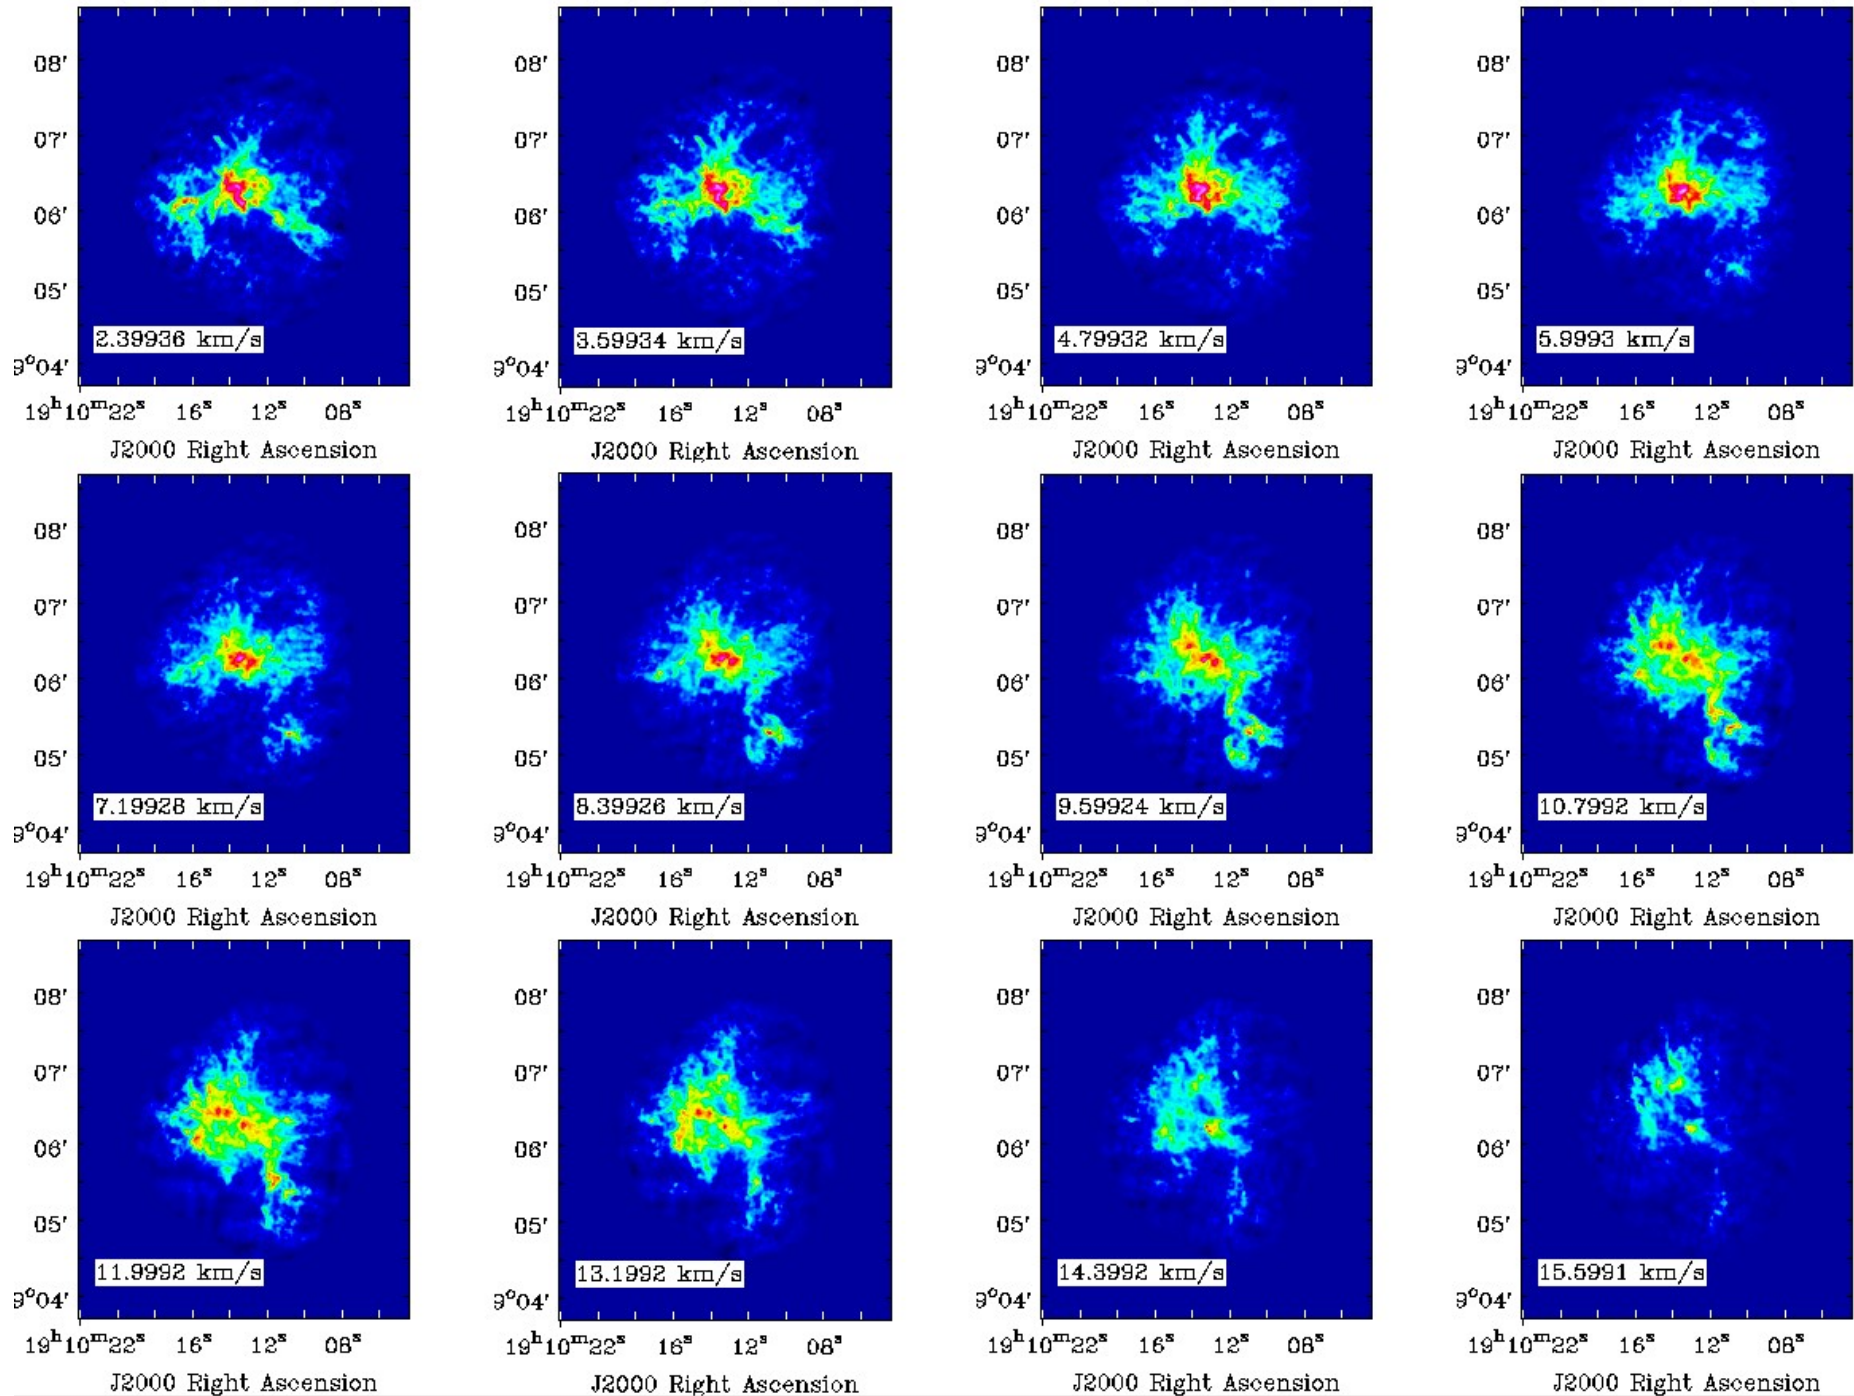 08'
07'
06'
05'
2.39936 km/s
9°04'
19ʰ10ᵐ22ˢ 16ˢ 12ˢ 08ˢ
J2000 Right Ascension
08'
07'
06'
05'
3.59934 km/s
9°04'
19ʰ10ᵐ22ˢ 16ˢ 12ˢ 08ˢ
J2000 Right Ascension
08'
07'
06'
05'
4.79932 km/s
9°04'
19ʰ10ᵐ22ˢ 16ˢ 12ˢ 08ˢ
J2000 Right Ascension
08'
07'
06'
05'
5.9993 km/s
9°04'
19ʰ10ᵐ22ˢ 16ˢ 12ˢ 08ˢ
J2000 Right Ascension
08'
07'
06'
05'
7.19928 km/s
9°04'
19ʰ10ᵐ22ˢ 16ˢ 12ˢ 08ˢ
J2000 Right Ascension
08'
07'
06'
05'
8.39926 km/s
9°04'
19ʰ10ᵐ22ˢ 16ˢ 12ˢ 08ˢ
J2000 Right Ascension
08'
07'
06'
05'
9.59924 km/s
9°04'
19ʰ10ᵐ22ˢ 16ˢ 12ˢ 08ˢ
J2000 Right Ascension
08'
07'
06'
05'
10.7992 km/s
9°04'
19ʰ10ᵐ22ˢ 16ˢ 12ˢ 08ˢ
J2000 Right Ascension
08'
07'
06'
05'
11.9992 km/s
9°04'
19ʰ10ᵐ22ˢ 16ˢ 12ˢ 08ˢ
J2000 Right Ascension
08'
07'
06'
05'
13.1992 km/s
9°04'
19ʰ10ᵐ22ˢ 16ˢ 12ˢ 08ˢ
J2000 Right Ascension
08'
07'
06'
05'
14.3992 km/s
9°04'
19ʰ10ᵐ22ˢ 16ˢ 12ˢ 08ˢ
J2000 Right Ascension
08'
07'
06'
05'
15.5991 km/s
9°04'
19ʰ10ᵐ22ˢ 16ˢ 12ˢ 08ˢ
J2000 Right Ascension